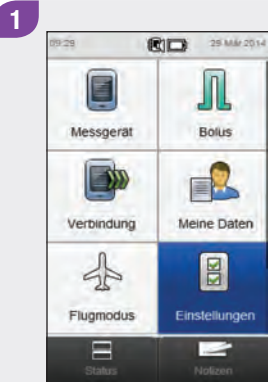 1
09:29 29 Mär 2014
Messgerät Bolus
Verbindung Meine Daten
Flugmodus Einstellungen
Status Notizen